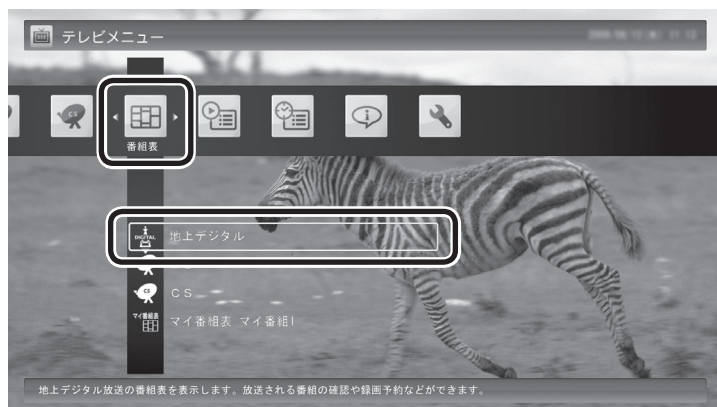 テレビメニュー
CS
番組表
DIGITAL 地上デジタル
CS CS
マイ番組表 マイ番組表 マイ番組1
地上デジタル放送の番組表を表示します。放送される番組の確認や録画予約などができます。